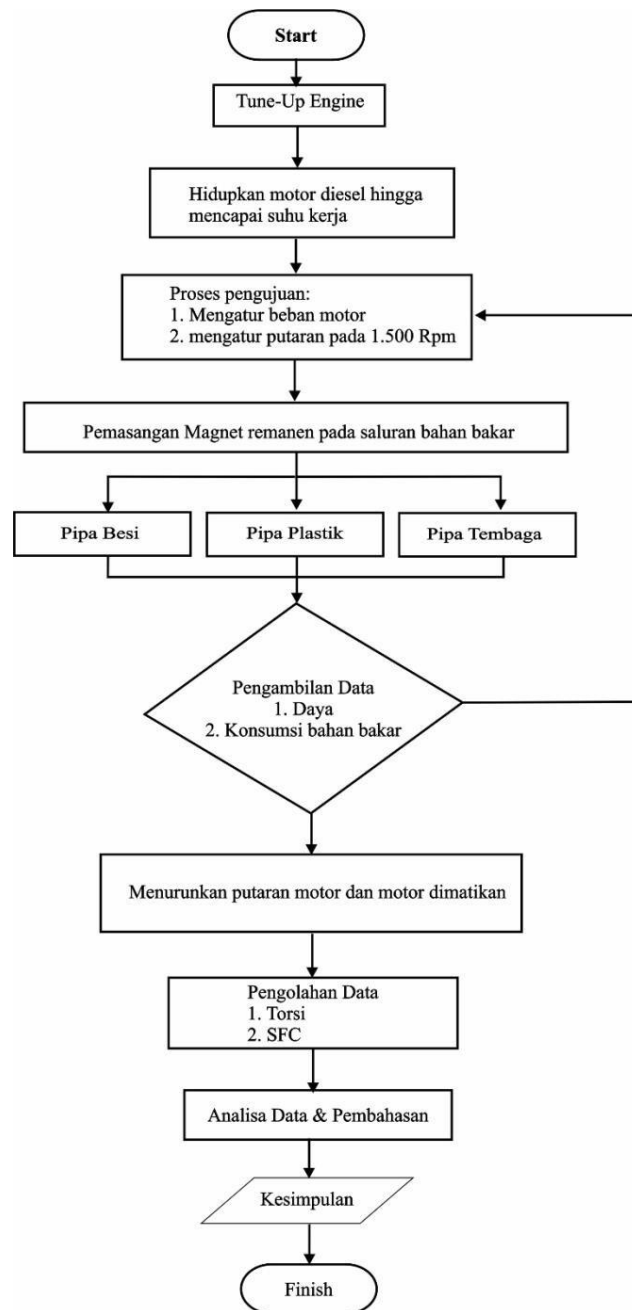 Start
Tune-Up Engine
Hidupkan motor diesel hingga
mencapai suhu kerja
Proses pengujuan:
1. Mengatur beban motor
2. mengatur putaran pada 1.500 Rpm
Pemasangan Magnet remanen pada saluran bahan bakar
Pipa Besi
Pipa Plastik
Pipa Tembaga
Pengambilan Data
1. Daya
2. Konsumsi bahan bakar
Menurunkan putaran motor dan motor dimatikan
Pengolahan Data
1. Torsi
2. SFC
Analisa Data & Pembahasan
Kesimpulan
Finish